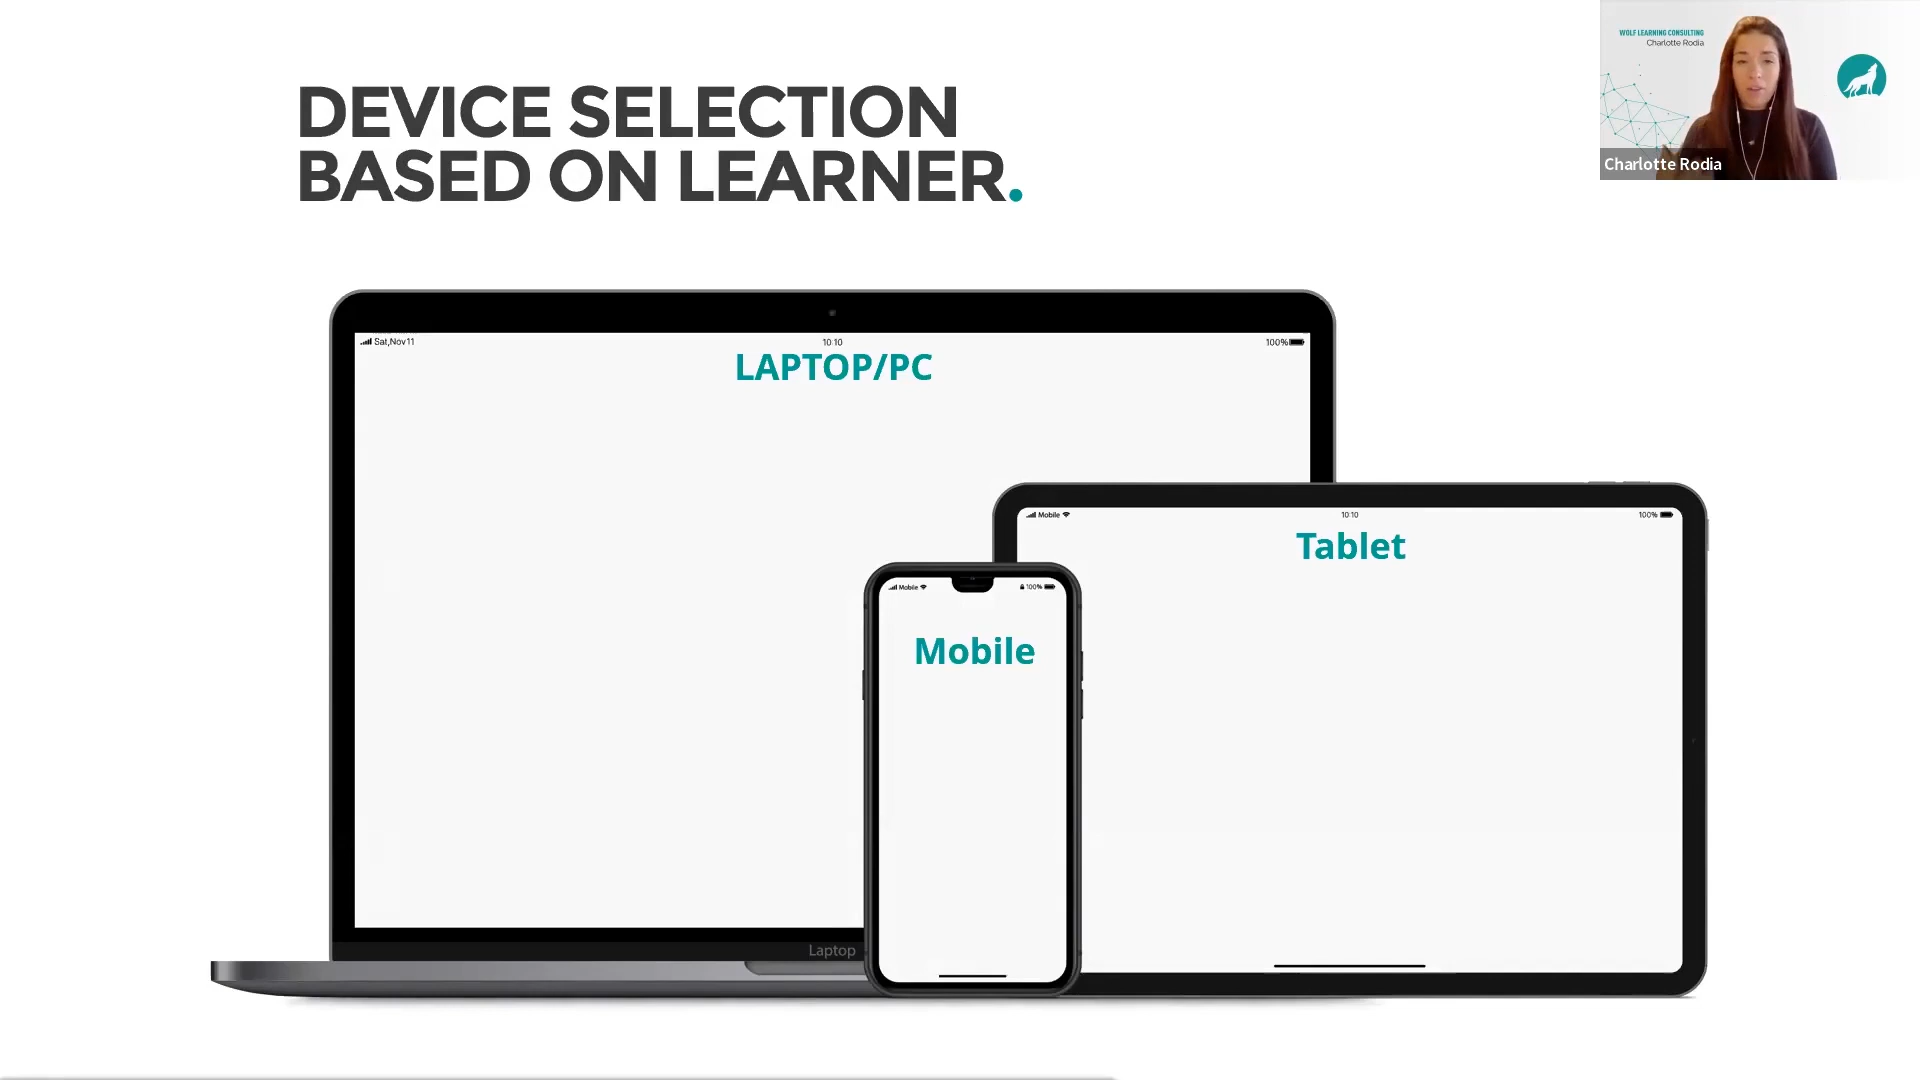 DEVICE SELECTION
BASED ON LEARNER.
WOLF LEARNING CONSULTING
Charlotte Rodia
Charlotte Rodia
Sat,Nov11
10:10
100%
LAPTOP/PC
Mobile
10:10
100%
Tablet
Mobile
100%
Mobile
Laptop